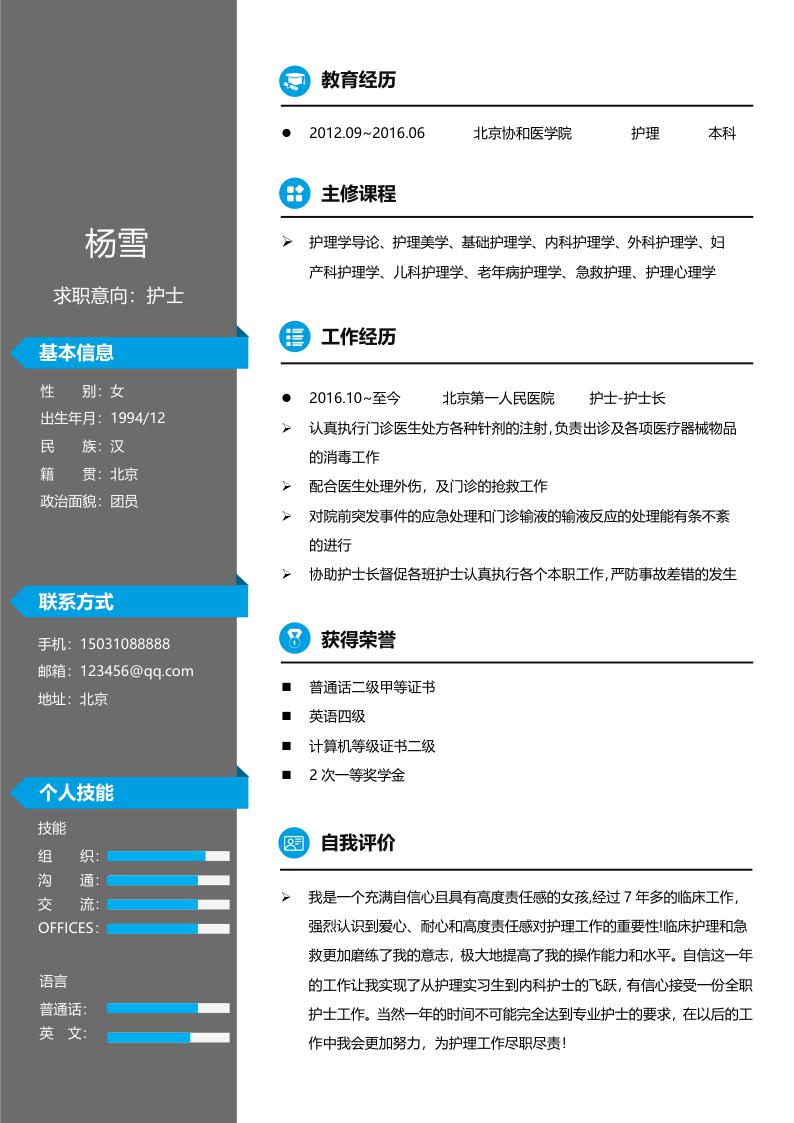 杨雪
求职意向：护士
基本信息
性　　别：女
出生年月：1994/12
民　　族：汉
籍　　贯：北京
政治面貌：团员
联系方式
手机：15031088888
邮箱：123456@qq.com
地址：北京
个人技能
技能
组　　织：
沟　　通：
交　　流：
OFFICES：
语言
普通话：
英　文：
教育经历
2012.09~2016.06　　北京协和医学院　　护理　　本科
主修课程
护理学导论、护理美学、基础护理学、内科护理学、外科护理学、妇
产科护理学、儿科护理学、老年病护理学、急救护理、护理心理学
工作经历
2016.10~至今　　北京第一人民医院　　护士-护士长
认真执行门诊医生处方各种针剂的注射,负责出诊及各项医疗器械物品
的消毒工作
配合医生处理外伤，及门诊的抢救工作
对院前突发事件的应急处理和门诊输液的输液反应的处理能有条不紊
的进行
协助护士长督促各班护士认真执行各个本职工作,严防事故差错的发生
获得荣誉
普通话二级甲等证书
英语四级
计算机等级证书二级
2 次一等奖学金
自我评价
我是一个充满自信心且具有高度责任感的女孩,经过 7 年多的临床工作，
强烈认识到爱心、耐心和高度责任感对护理工作的重要性!临床护理和急
救更加磨练了我的意志，极大地提高了我的操作能力和水平。自信这一年
的工作让我实现了从护理实习生到内科护士的飞跃，有信心接受一份全职
护士工作。当然一年的时间不可能完全达到专业护士的要求，在以后的工
作中我会更加努力，为护理工作尽职尽责！